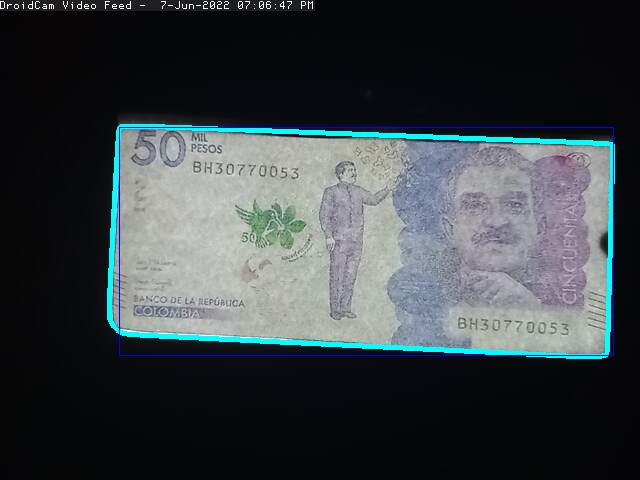 DroidCam Video Feed -  7-Jun-2022 07:06:47 PM
50 MIL
PESOS
BH30770053
50
CINCUENTA
BANCO DE LA REPÚBLICA
COLOMBIA
BH30770053